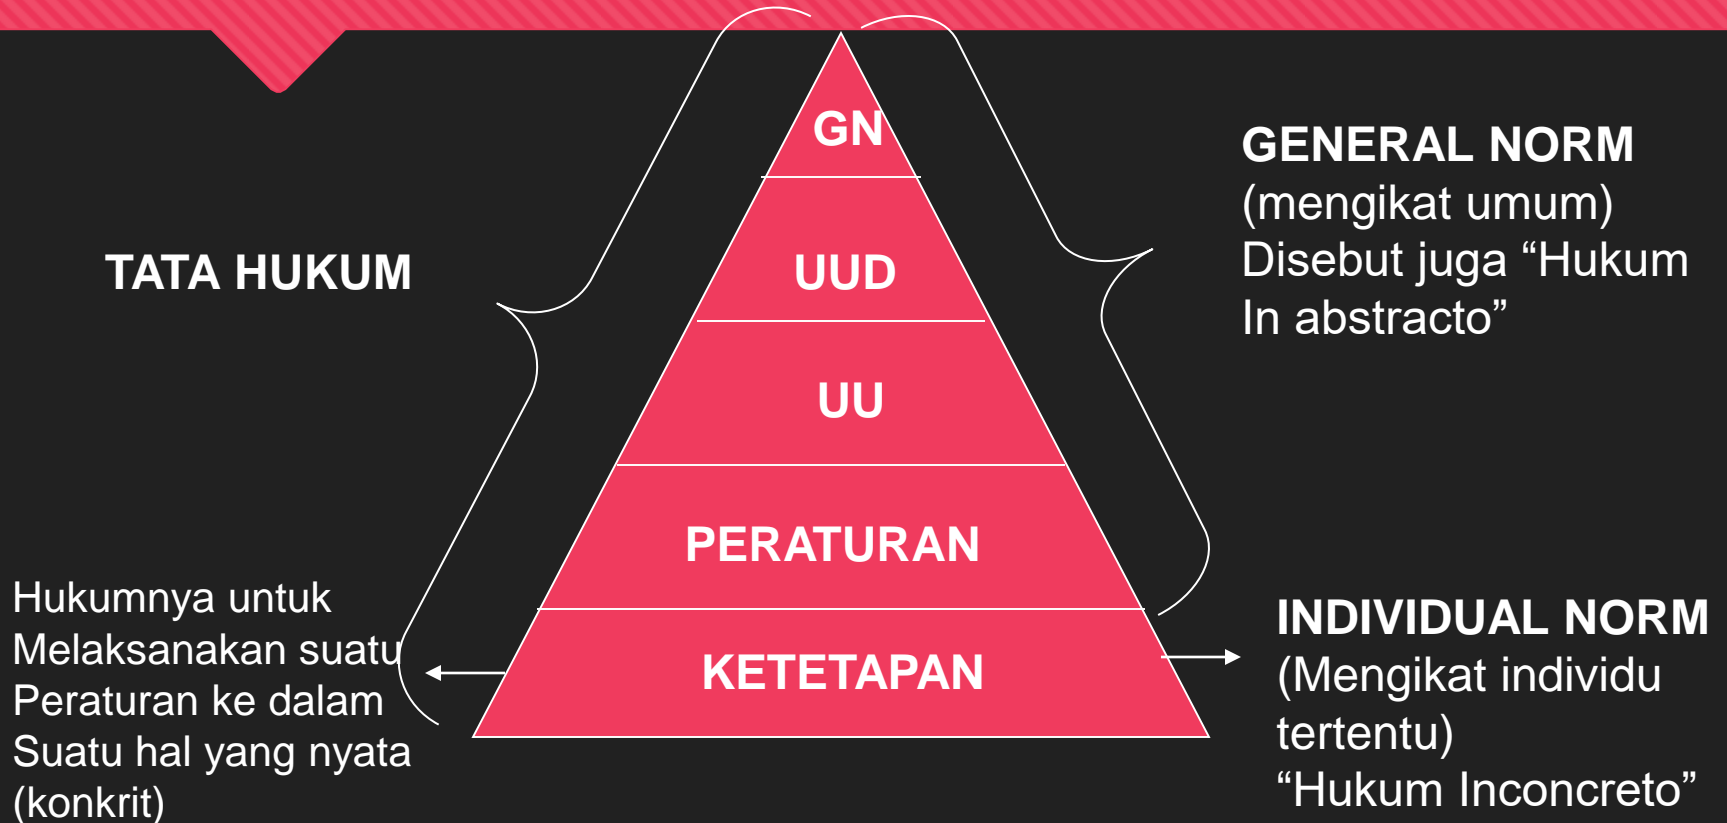 GN
UUD
UU
PERATURAN
KETETAPAN
TATA HUKUM
Hukumnya untuk
Melaksanakan suatu
Peraturan ke dalam
Suatu hal yang nyata
(konkrit)
GENERAL NORM
(mengikat umum)
Disebut juga “Hukum
In abstracto”
INDIVIDUAL NORM
(Mengikat individu
tertentu)
“Hukum Inconcreto”